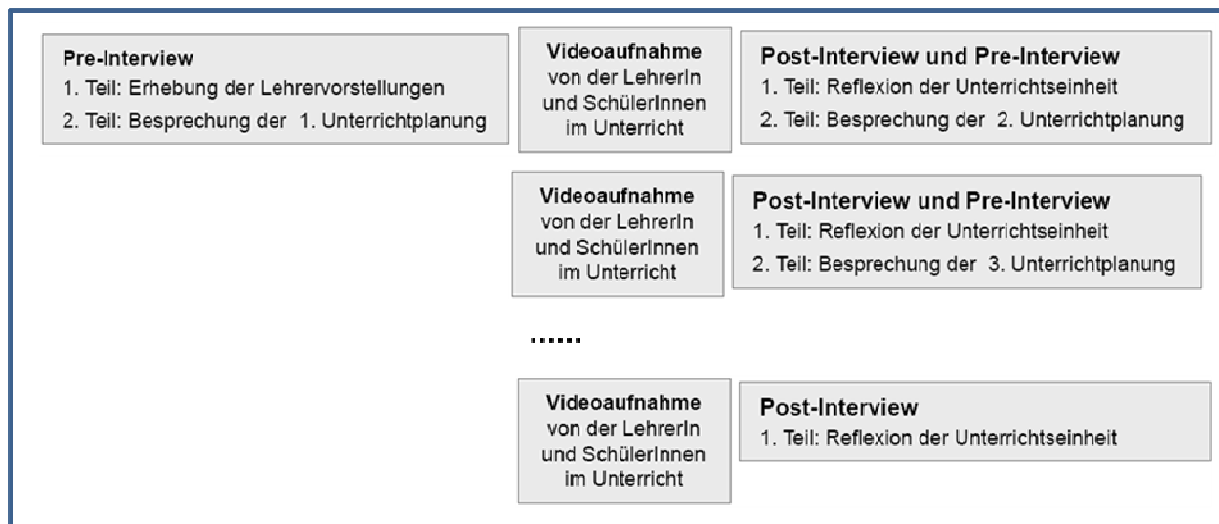 Pre-Interview
1. Teil: Erhebung der Lehrervorstellungen
2. Teil: Besprechung der 1. Unterrichtplanung
Videoaufnahme
von der LehrerIn
und SchülerInnen
im Unterricht
Post-Interview und Pre-Interview
1. Teil: Reflexion der Unterrichtseinheit
2. Teil: Besprechung der 2. Unterrichtplanung
Videoaufnahme
von der LehrerIn
und SchülerInnen
im Unterricht
Post-Interview und Pre-Interview
1. Teil: Reflexion der Unterrichtseinheit
2. Teil: Besprechung der 3. Unterrichtplanung
......
Videoaufnahme
von der LehrerIn
und SchülerInnen
im Unterricht
Post-Interview
1. Teil: Reflexion der Unterrichtseinheit